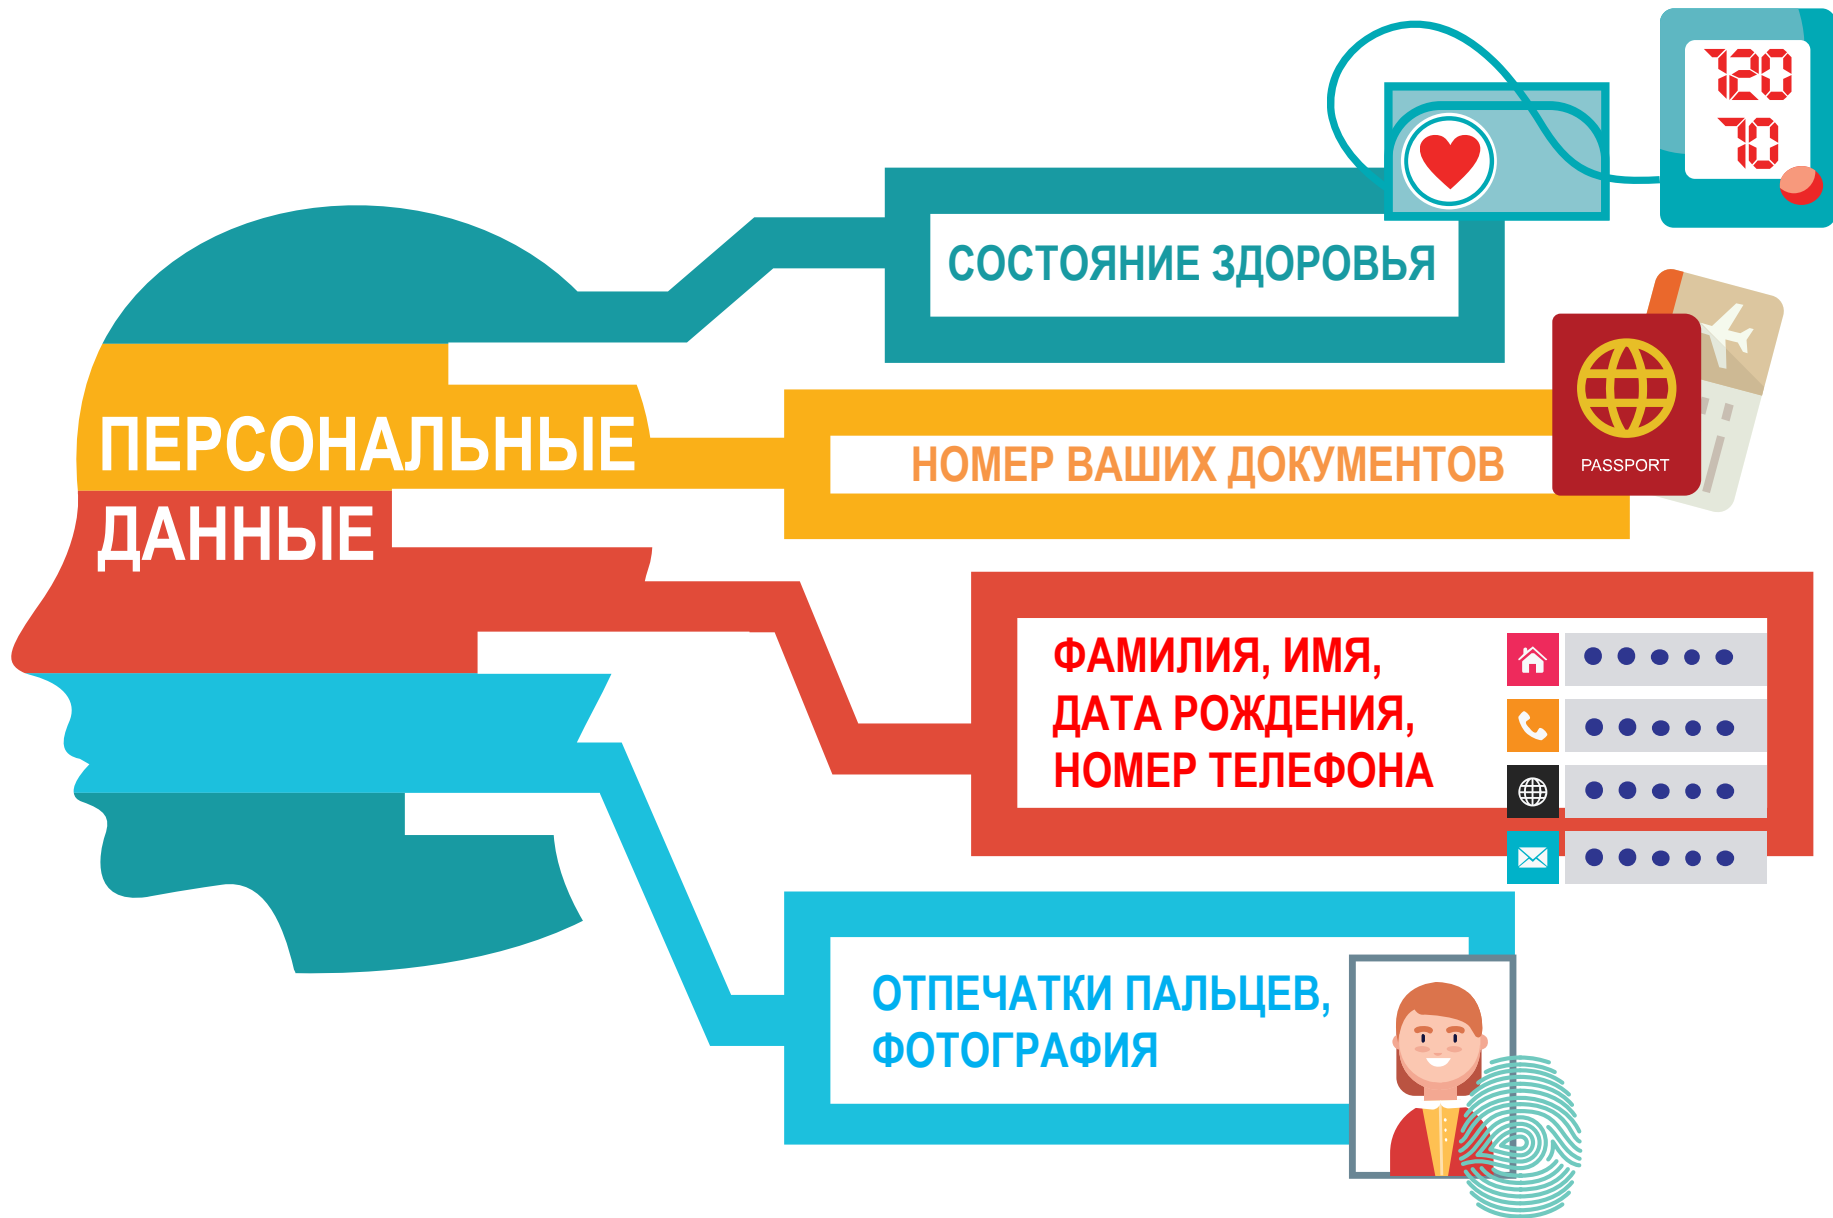 ПЕРСОНАЛЬНЫЕ
ДАННЫЕ
120
70
СОСТОЯНИЕ ЗДОРОВЬЯ
НОМЕР ВАШИХ ДОКУМЕНТОВ
PASSPORT
ФАМИЛИЯ, ИМЯ,
ДАТА РОЖДЕНИЯ,
НОМЕР ТЕЛЕФОНА
ОТПЕЧАТКИ ПАЛЬЦЕВ,
ФОТОГРАФИЯ